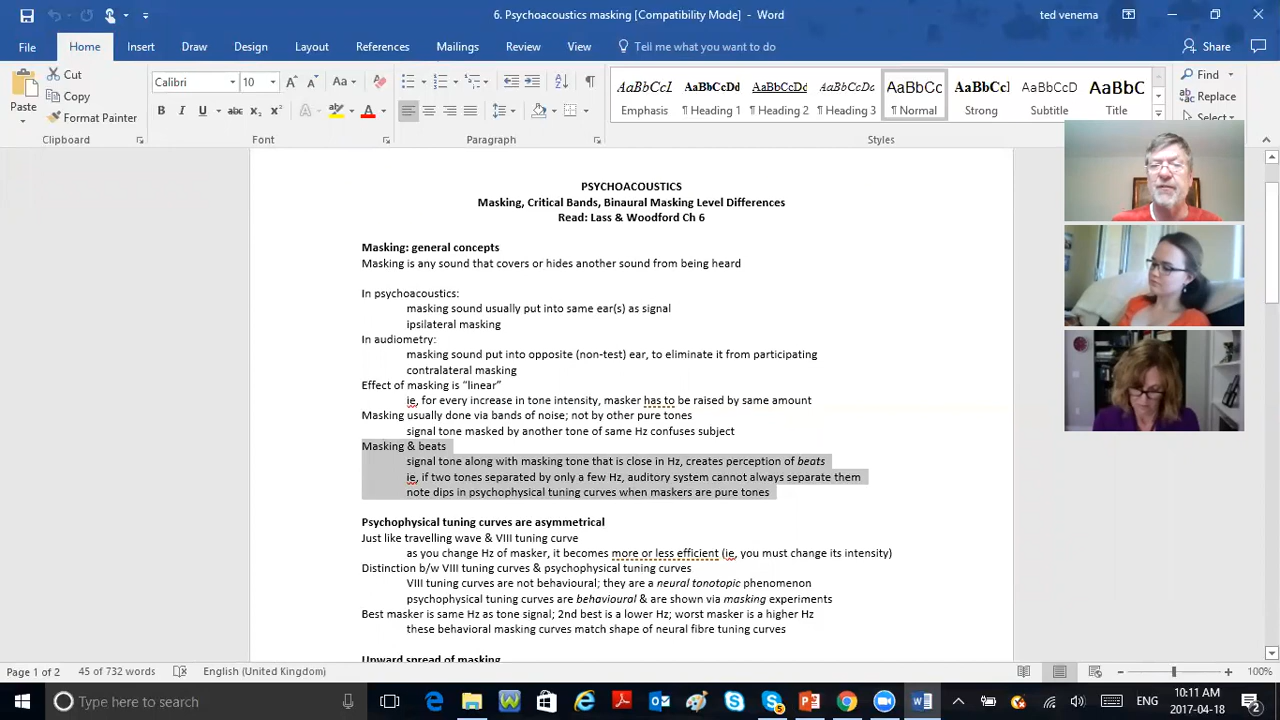 6. Psychoacoustics masking [Compatibility Mode] - Word
ted venema
File Home Insert Draw Design Layout References Mailings Review View Tell me what you want to do Share
Paste
Cut
Copy
Format Painter
Clipboard
Calibri 10
Font
Paragraph
AaBbCcI AaBbCcDd AaBbCcDd AaBbCcDc AaBbCc AaBbCcI AaBbCcDd AaBbC
Emphasis ¶ Heading 1 ¶ Heading 2 ¶ Heading 3 ¶ Normal Strong Subtitle Title
Styles
Find
Replace
Select
PSYCHOACOUSTICS
Masking, Critical Bands, Binaural Masking Level Differences
Read: Lass & Woodford Ch 6
Masking: general concepts
Masking is any sound that covers or hides another sound from being heard
In psychoacoustics:
masking sound usually put into same ear(s) as signal
ipsilateral masking
In audiometry:
masking sound put into opposite (non-test) ear, to eliminate it from participating
contralateral masking
Effect of masking is “linear”
ie, for every increase in tone intensity, masker has to be raised by same amount
Masking usually done via bands of noise; not by other pure tones
signal tone masked by another tone of same Hz confuses subject
Masking & beats
signal tone along with masking tone that is close in Hz, creates perception of beats
ie, if two tones separated by only a few Hz, auditory system cannot always separate them
note dips in psychophysical tuning curves when maskers are pure tones
Psychophysical tuning curves are asymmetrical
Just like travelling wave & VIII tuning curve
as you change Hz of masker, it becomes more or less efficient (ie, you must change its intensity)
Distinction b/w VIII tuning curves & psychophysical tuning curves
VIII tuning curves are not behavioural; they are a neural tonotopic phenomenon
psychophysical tuning curves are behavioural & are shown via masking experiments
Best masker is same Hz as tone signal; 2nd best is a lower Hz; worst masker is a higher Hz
these behavioral masking curves match shape of neural fibre tuning curves
Upward spread of masking
Page 1 of 2 45 of 732 words English (United Kingdom) 100%
Type here to search
ENG
10:11 AM
2017-04-18